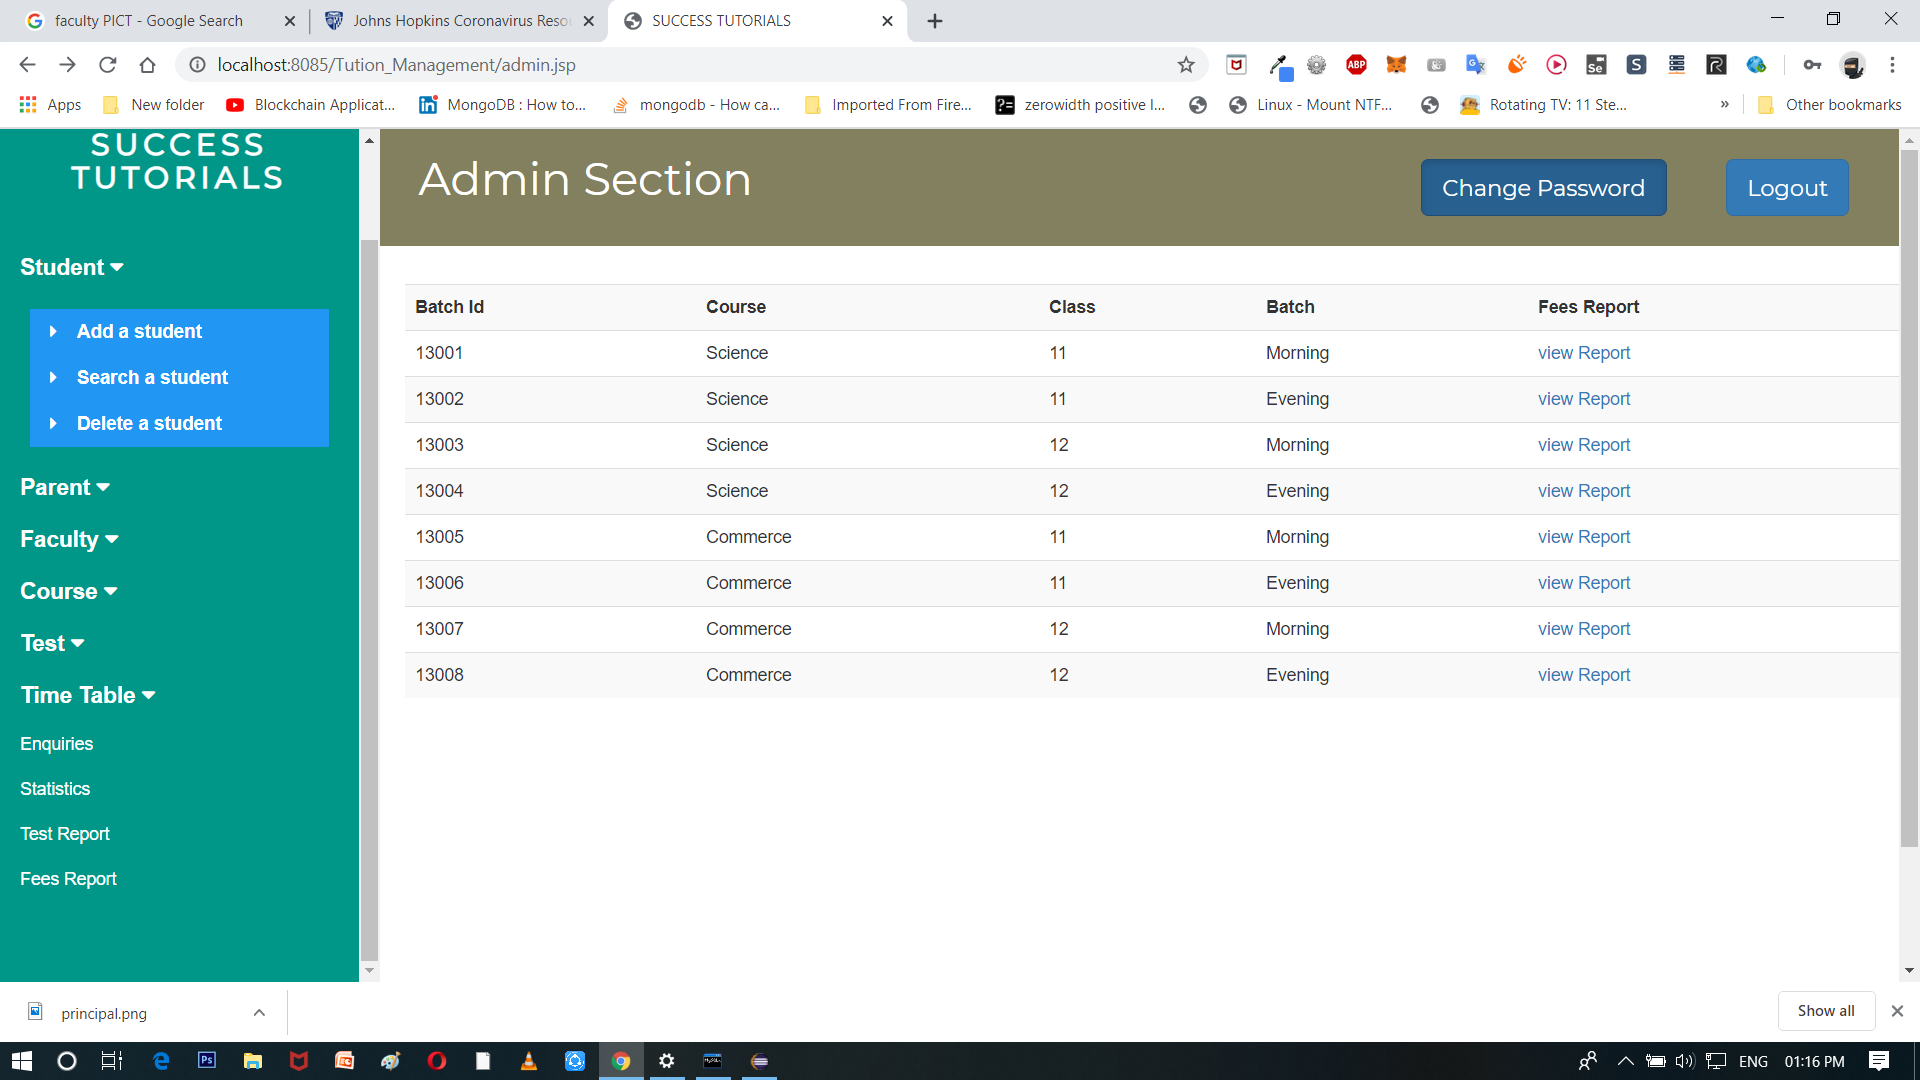 faculty PICT - Google Search
Johns Hopkins Coronavirus Reso
SUCCESS TUTORIALS
localhost:8085/Tution_Management/admin.jsp
Apps
New folder
Blockchain Applicat...
MongoDB : How to...
mongodb - How ca...
Imported From Fire...
zerowidth positive l...
Linux - Mount NTF...
Rotating TV: 11 Ste...
»
Other bookmarks
SUCCESS
TUTORIALS
Admin Section
Change Password
Logout
Student
Add a student
Search a student
Delete a student
Parent
Faculty
Course
Test
Time Table
Enquiries
Statistics
Test Report
Fees Report
Batch Id Course Class Batch Fees Report
13001 Science 11 Morning view Report
13002 Science 11 Evening view Report
13003 Science 12 Morning view Report
13004 Science 12 Evening view Report
13005 Commerce 11 Morning view Report
13006 Commerce 11 Evening view Report
13007 Commerce 12 Morning view Report
13008 Commerce 12 Evening view Report
principal.png
Show all
ENG
01:16 PM